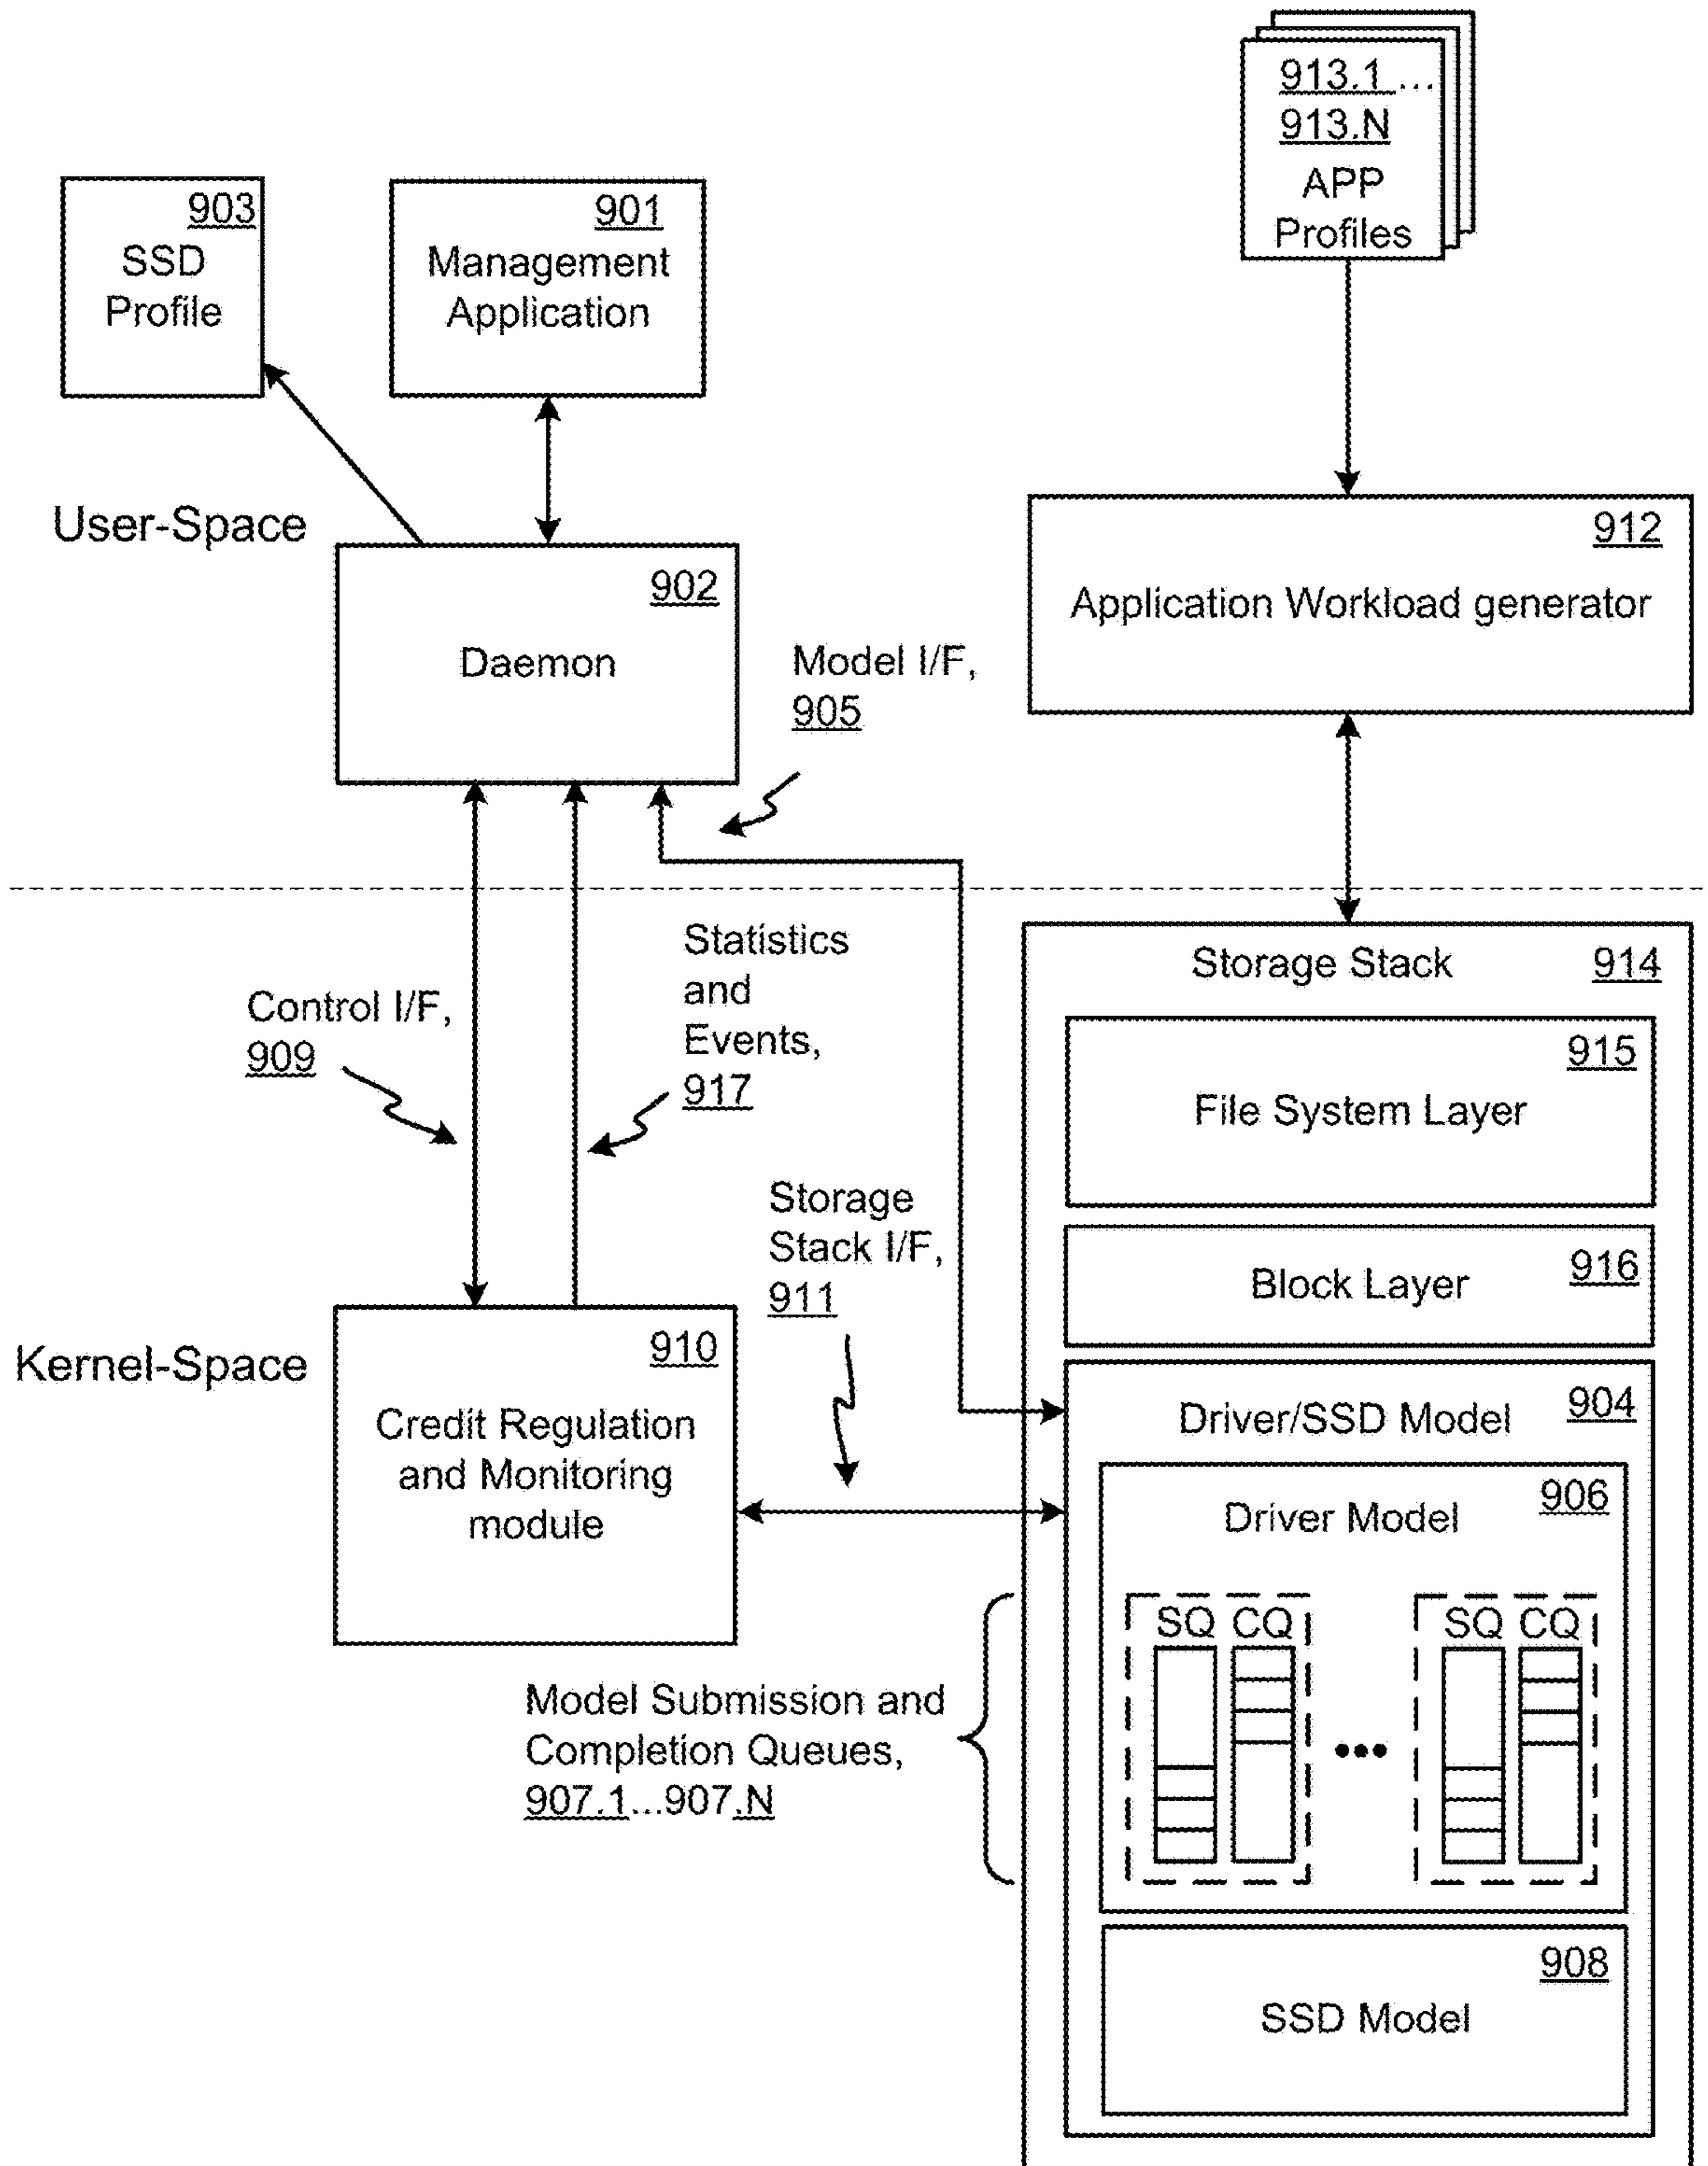 913.1 ...
913.N
APP
Profiles
903
SSD
Profile
901
Management
Application
User-Space
912
Application Workload generator
902
Daemon
Model I/F,
905
Statistics
and
Events,
917
Control I/F,
909
Storage Stack 914
915
File System Layer
Storage
Stack I/F,
911
916
Block Layer
Kernel-Space
910
Credit Regulation
and Monitoring
module
904
Driver/SSD Model
906
Driver Model
SQ CQ
SQ CQ
•••
Model Submission and
Completion Queues,
907.1...907.N
908
SSD Model